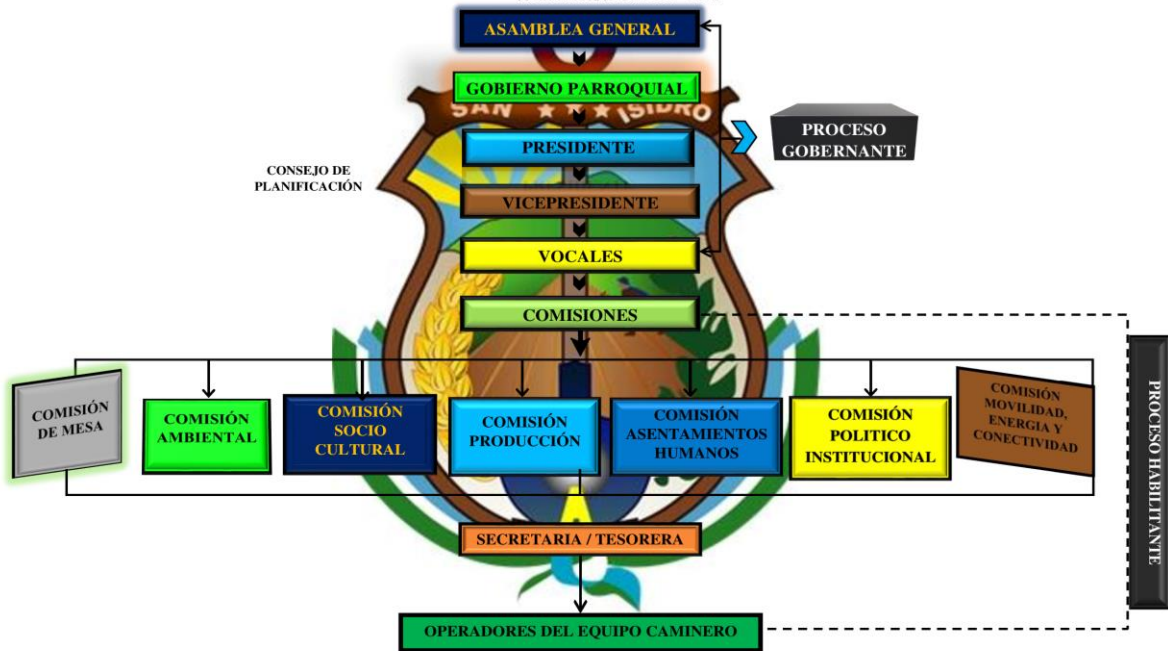 ASAMBLEA GENERAL
GOBIERNO PARROQUIAL
SAN ISIDRO
PRESIDENTE
PROCESO
GOBERNANTE
CONSEJO DE
PLANIFICACIÓN
VICEPRESIDENTE
VOCALES
COMISIONES
COMISIÓN
DE MESA
COMISIÓN
AMBIENTAL
COMISIÓN
SOCIO
CULTURAL
COMISIÓN
PRODUCCIÓN
COMISIÓN
ASENTAMIENTOS
HUMANOS
COMISIÓN
POLITICO
INSTITUCIONAL
COMISIÓN
MOVILIDAD,
ENERGIA Y
CONECTIVIDAD
PROCESO HABILITANTE
SECRETARIA / TESORERA
OPERADORES DEL EQUIPO CAMINERO